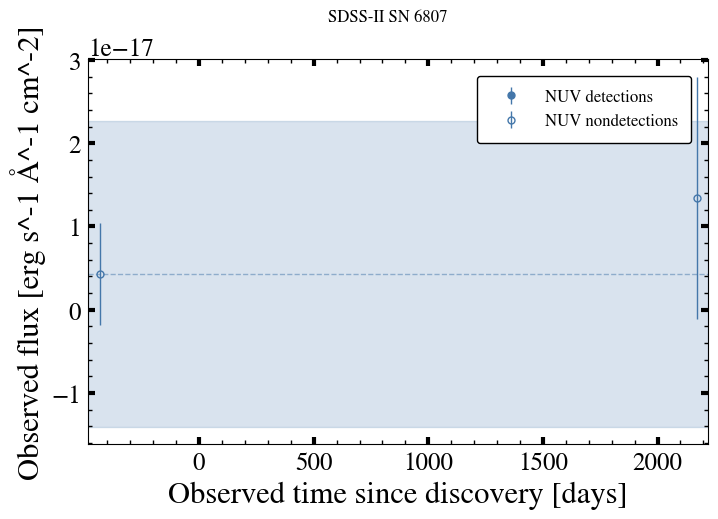 SDSS-II SN 6807
1e−17
3
2
1
0
−1
Observed flux [erg s^-1 Å^-1 cm^-2]
NUV detections
NUV nondetections
0 500 1000 1500 2000
Observed time since discovery [days]